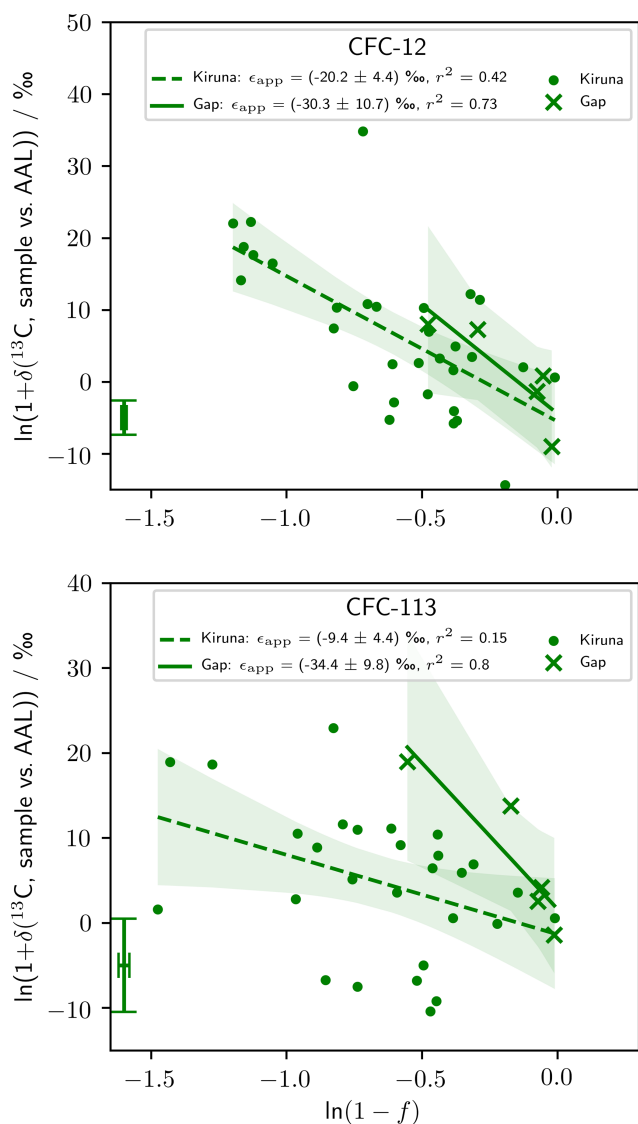 CFC-12
Kiruna: ϵapp = (-20.2 ± 4.4) ‰, r² = 0.42
Gap: ϵapp = (-30.3 ± 10.7) ‰, r² = 0.73
Kiruna
Gap
ln(1+δ(¹³C, sample vs. AAL)) / ‰
50
40
30
20
10
0
−10
−1.5 −1.0 −0.5 0.0
CFC-113
Kiruna: ϵapp = (-9.4 ± 4.4) ‰, r² = 0.15
Gap: ϵapp = (-34.4 ± 9.8) ‰, r² = 0.8
Kiruna
Gap
ln(1+δ(¹³C, sample vs. AAL)) / ‰
40
30
20
10
0
−10
−1.5 −1.0 −0.5 0.0
ln(1 − f)